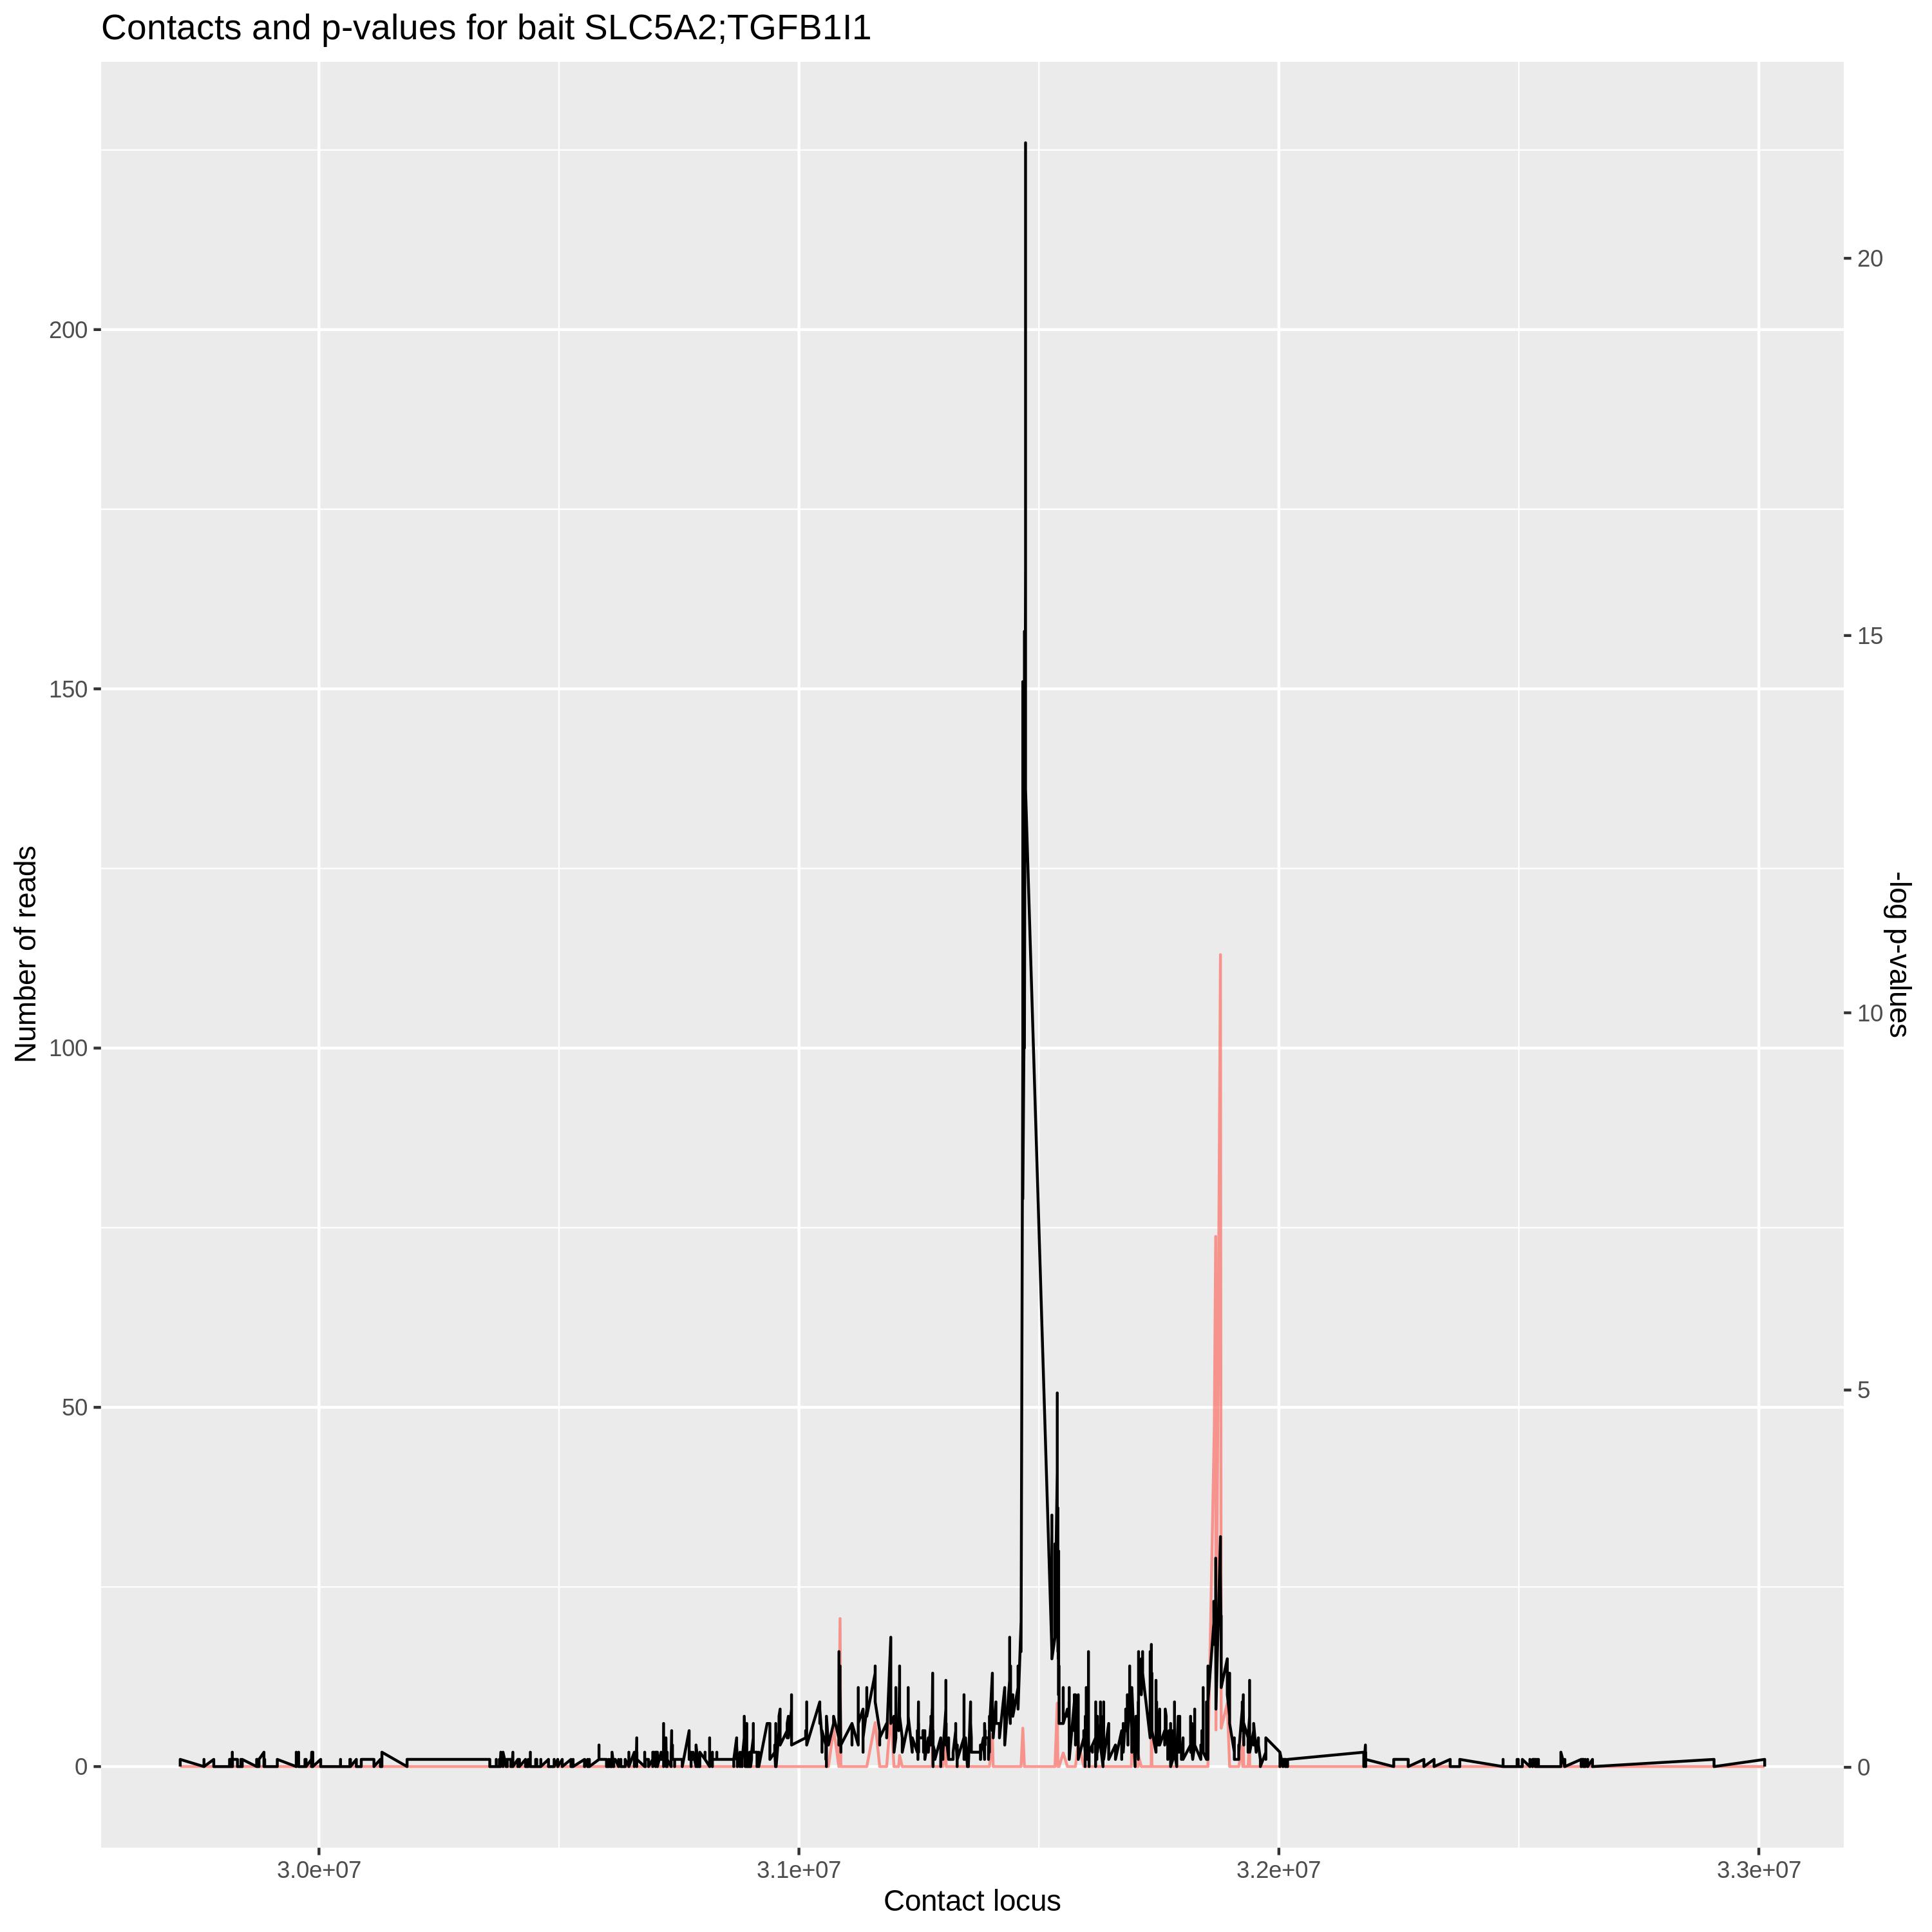 Contacts and p-values for bait SLC5A2;TGFB1I1
Number of reads
200
150
100
50
0
20
15
10
5
0
-log p-values
3.0e+07 3.1e+07 3.2e+07 3.3e+07
Contact locus